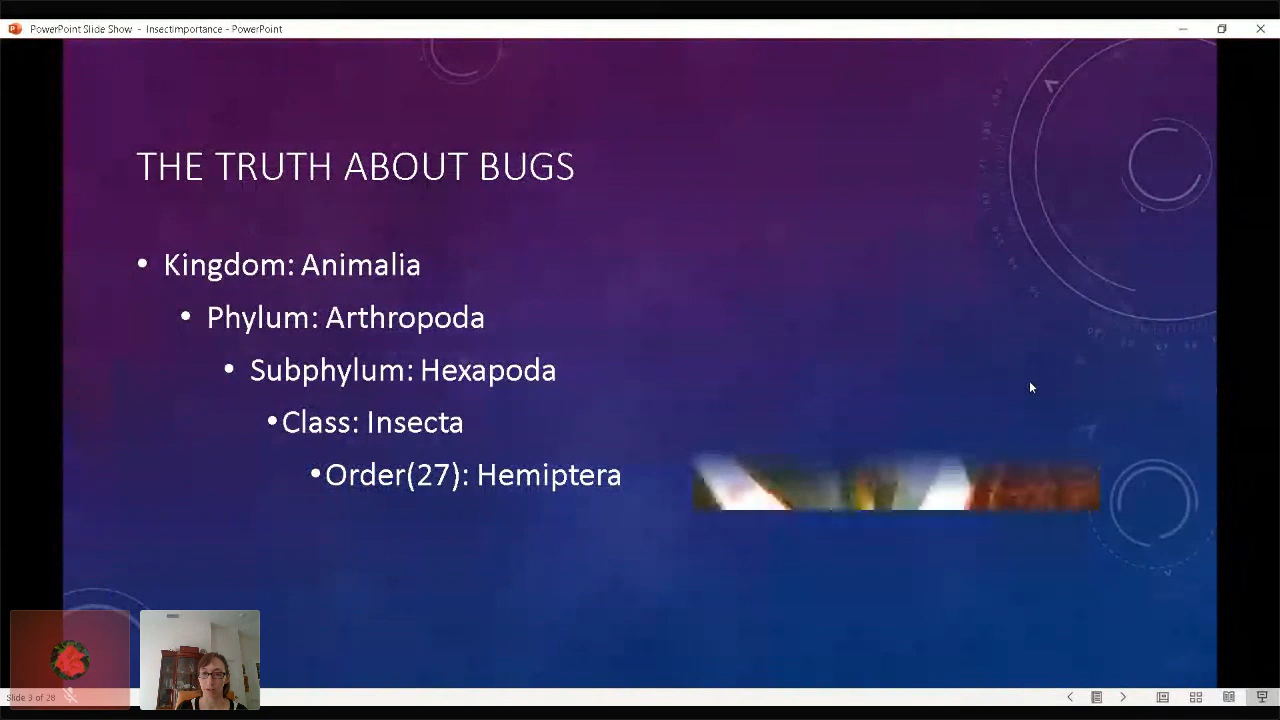 PowerPoint Slide Show - Insectimportance - PowerPoint
THE TRUTH ABOUT BUGS
• Kingdom: Animalia
• Phylum: Arthropoda
• Subphylum: Hexapoda
•Class: Insecta
•Order(27): Hemiptera
Slide 3 of 28